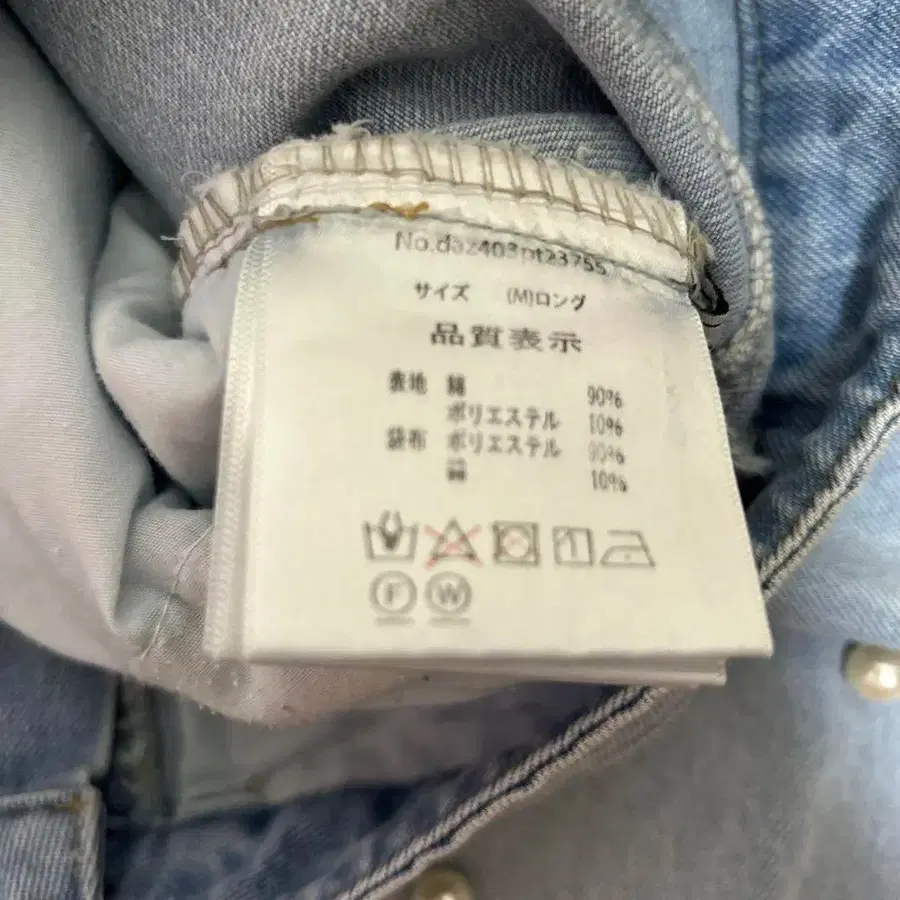 No.daz403pt23755
サイズ (M)ロング
品質表示
表地 綿 90%
ポリエステル 10%
袋布 ポリエステル 90%
綿 10%
F W